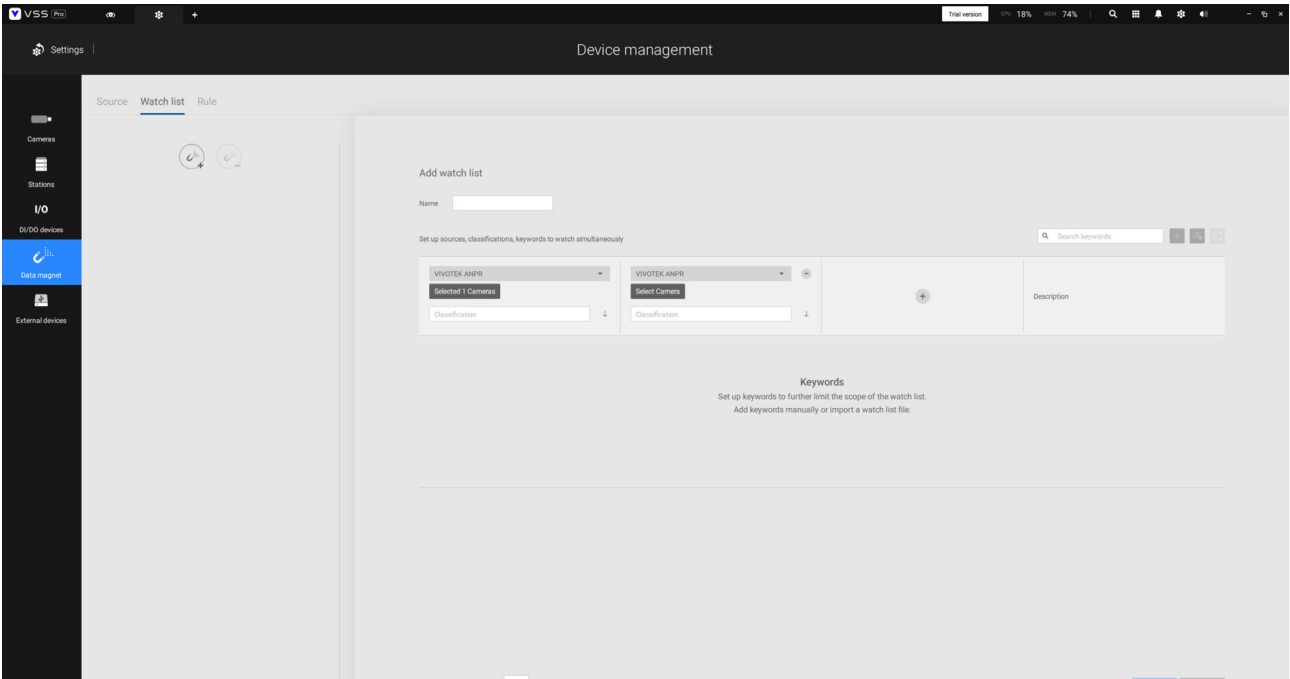 VSS Pro
Trial version CPU 18% MEM 74%
Settings
Device management
Source Watch list Rule
Cameras
Stations
I/O
DI/DO devices
Data magnet
External devices
Add watch list
Name
Set up sources, classifications, keywords to watch simultaneously
Search keywords
VIVOTEK ANPR
Selected 1 Cameras
Classification
VIVOTEK ANPR
Select Camera
Classification
Description
Keywords
Set up keywords to further limit the scope of the watch list.
Add keywords manually or import a watch list file.